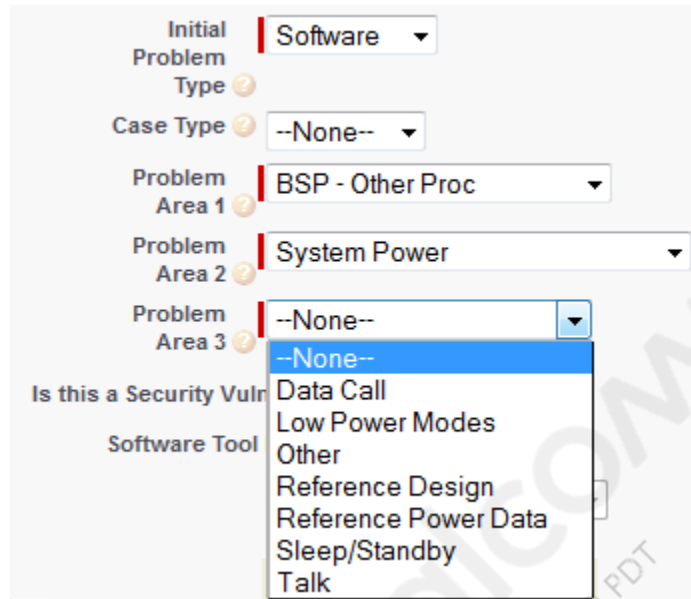 Initial Problem Type ? Software
Case Type ? --None--
Problem Area 1 ? BSP - Other Proc
Problem Area 2 ? System Power
Problem Area 3 ? --None--
--None--
Data Call
Low Power Modes
Other
Reference Design
Reference Power Data
Sleep/Standby
Talk
Is this a Security Vuln
Software Tool
PDT